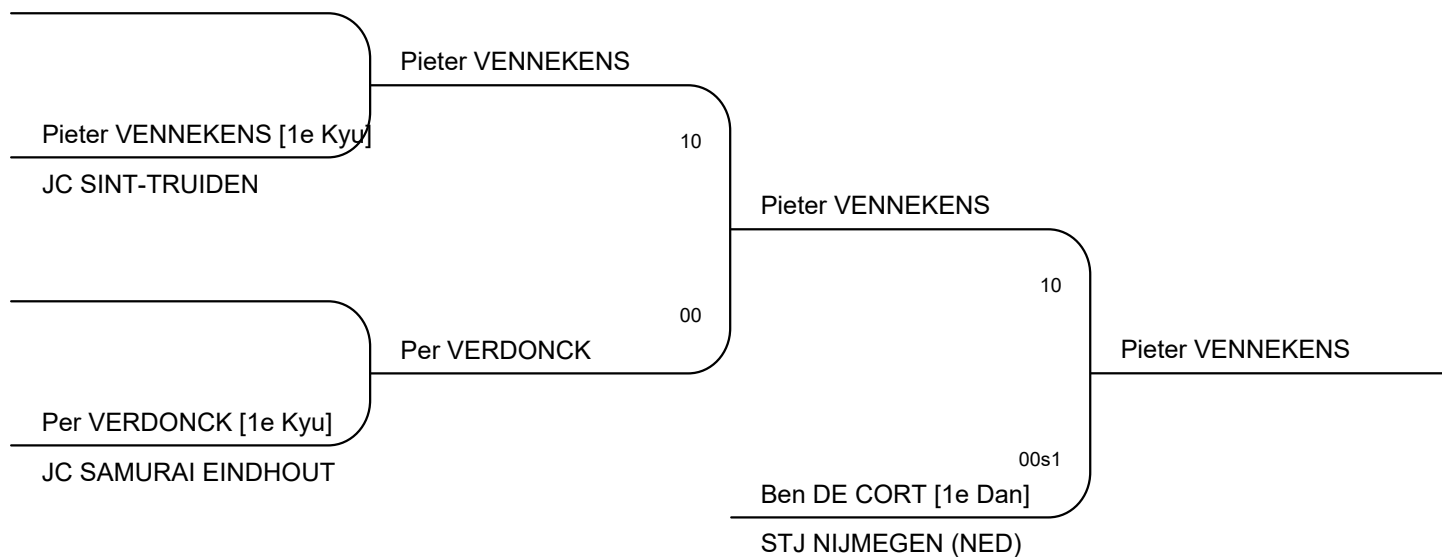 Pieter VENNEKENS
Pieter VENNEKENS [1e Kyu]
10
JC SINT-TRUIDEN
Pieter VENNEKENS
10
00
Per VERDONCK
Pieter VENNEKENS
Per VERDONCK [1e Kyu]
JC SAMURAI EINDHOUT
00s1
Ben DE CORT [1e Dan]
STJ NIJMEGEN (NED)